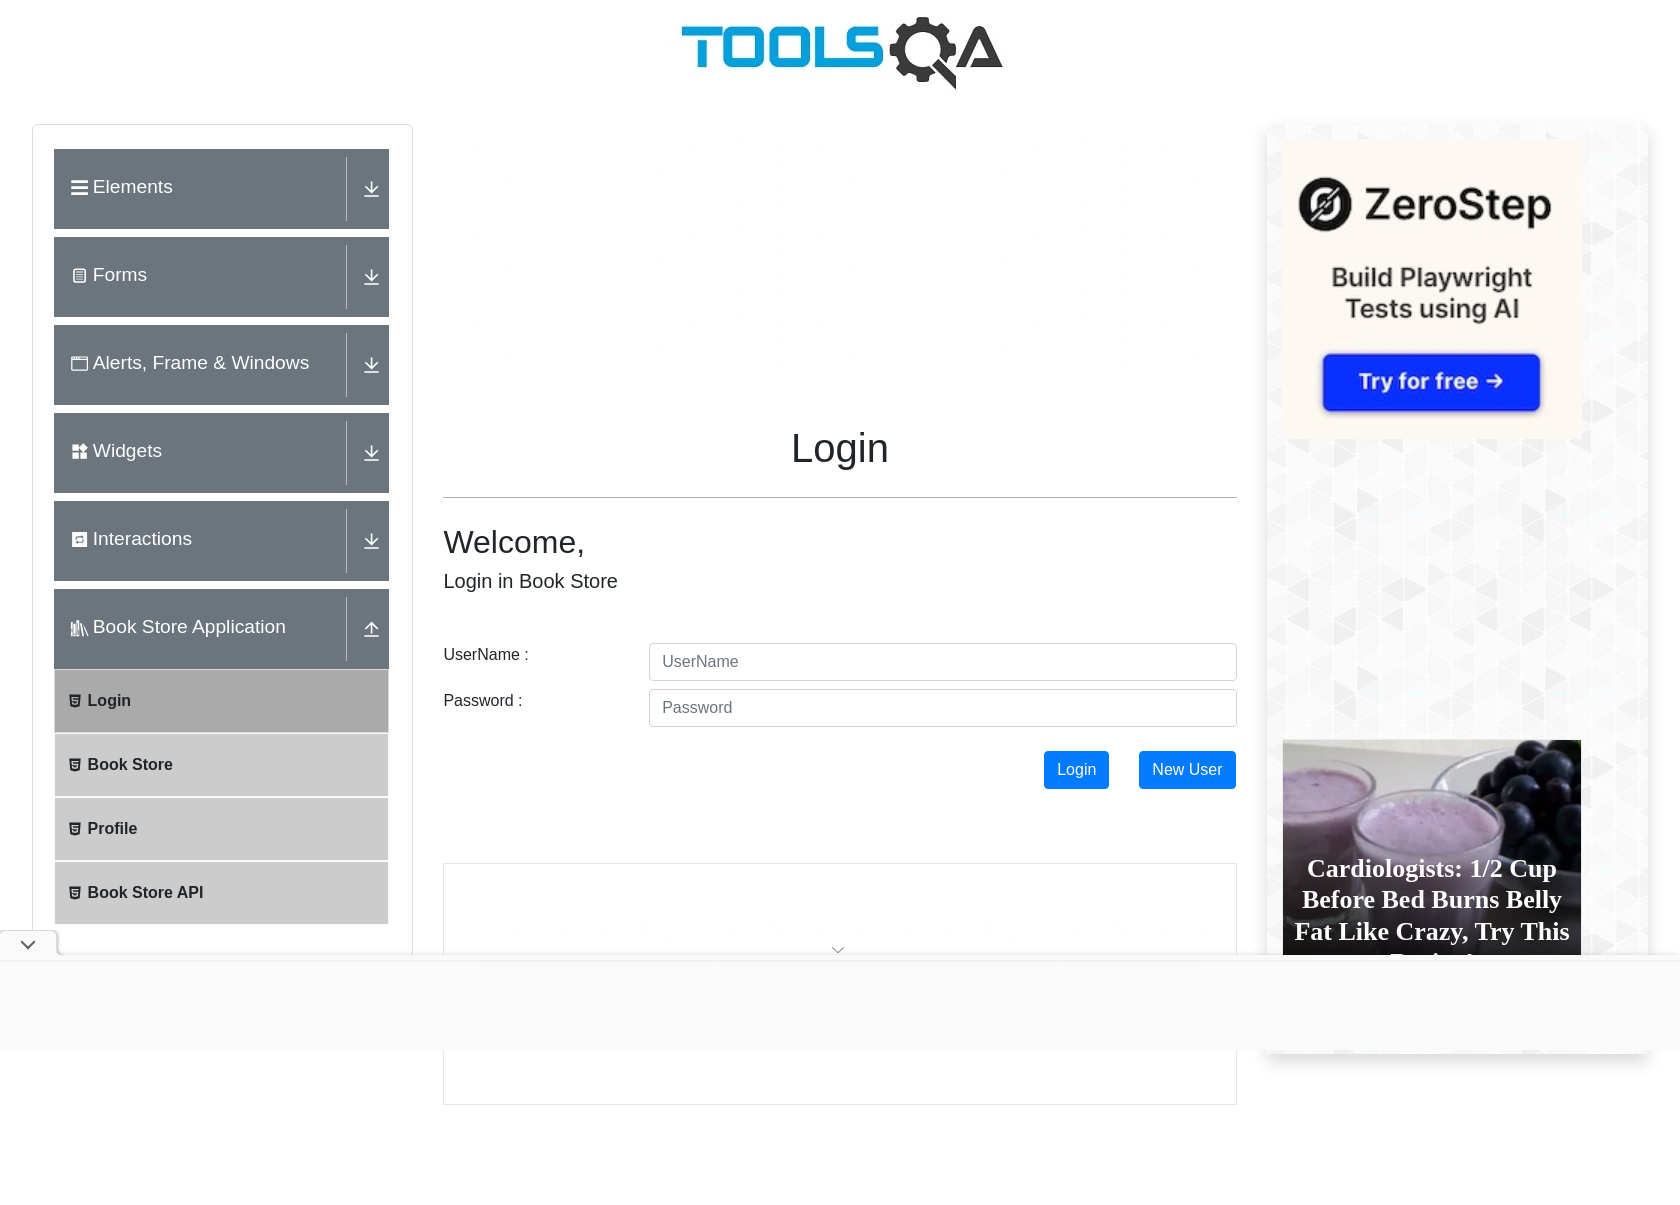 TOOLSQA
Elements
Forms
Alerts, Frame & Windows
Widgets
Interactions
Book Store Application
Login
Book Store
Profile
Book Store API
Login
Welcome,
Login in Book Store
UserName :
UserName
Password :
Password
Login
New User
ZeroStep
Build Playwright
Tests using AI
Try for free →
Cardiologists: 1/2 Cup
Before Bed Burns Belly
Fat Like Crazy, Try This